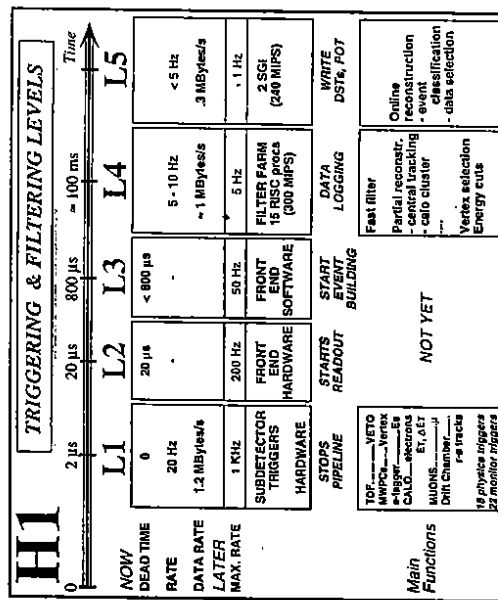 H1
TRIGGERING & FILTERING LEVELS
0 2 µs 20 µs 800 µs ≈ 100 ms Time
L1 L2 L3 L4 L5
NOW
DEAD TIME 0 20 µs < 800 µs
RATE 20 Hz - - 5 - 10 Hz < 5 Hz
DATA RATE 1.2 MBytes/s ~ 1 MBytes/s .3 MBytes/s
LATER
MAX. RATE 1 KHz 200 Hz 50 Hz 5 Hz 1 Hz
SUBDETECTOR
TRIGGERS
HARDWARE
FRONT
END
HARDWARE
FRONT
END
SOFTWARE
FILTER FARM
15 RISC procs
(300 MIPS)
2 SGI
(240 MIPS)
STOPS
PIPELINE
STARTS
READOUT
START
EVENT
BUILDING
DATA
LOGGING
WRITE
DSTs, POT
Main
Functions
TOF........VETO
MWPCs....Vertex
e-tagger......Es
CALO...electrons
ET, ΔET
MUONS.......µ
Drift Chamber....
r-ø tracks
18 physics triggers
22 monitor triggers
NOT YET
Fast filter
Partial reconstr.
- central tracking
- calo cluster
...
Vertex selection
Energy cuts
Online
reconstruction
- event
classification
- data selection